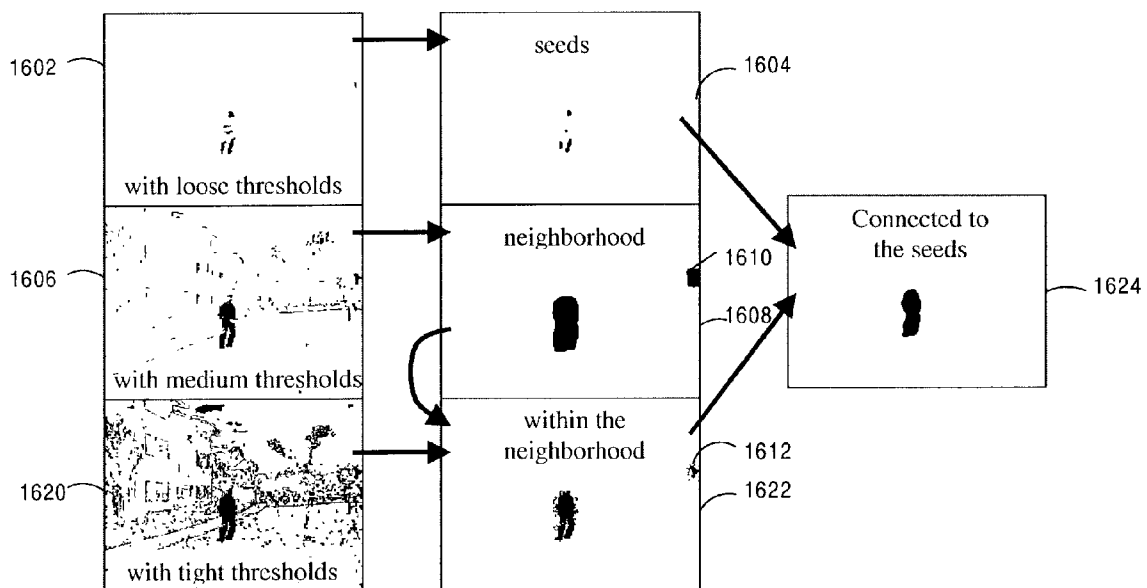 1602
with loose thresholds
seeds
1604
1606
with medium thresholds
neighborhood
1610
1608
Connected to
the seeds
1624
1620
with tight thresholds
within the
neighborhood
1612
1622